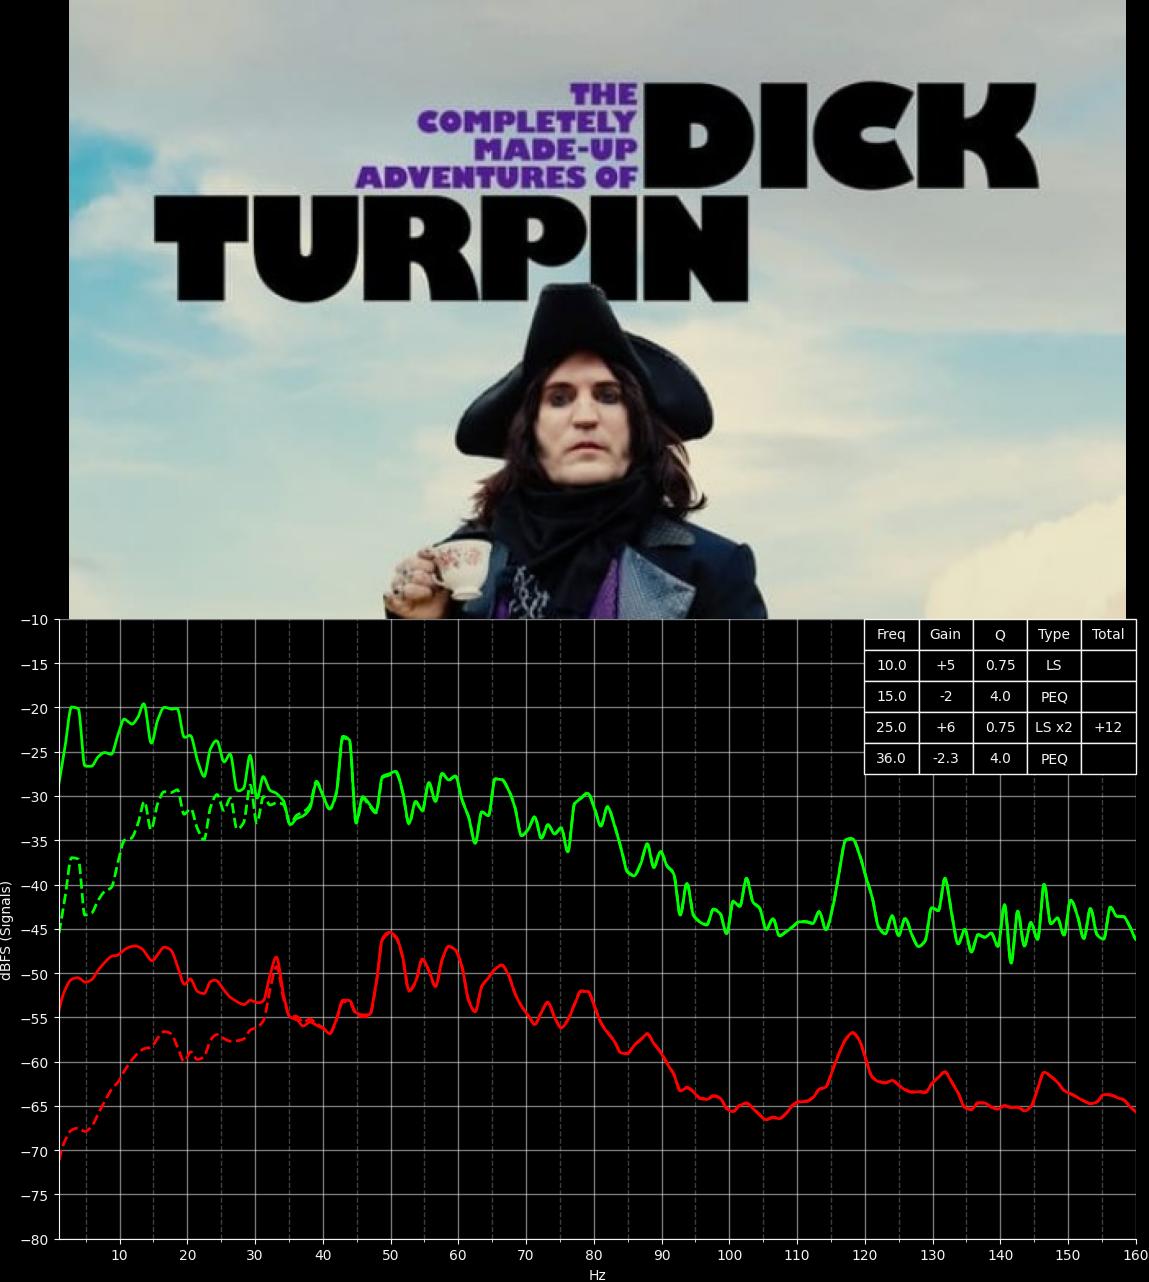 THE
COMPLETELY
MADE-UP
ADVENTURES OF DICK
TURPIN
Freq Gain Q Type Total
10.0 +5 0.75 LS
15.0 -2 4.0 PEQ
25.0 +6 0.75 LS x2 +12
36.0 -2.3 4.0 PEQ
−10
−15
−20
−25
−30
−35
−40
−45
−50
−55
−60
−65
−70
−75
−80
dBFS (Signals)
10 20 30 40 50 60 70 80 90 100 110 120 130 140 150 160
Hz